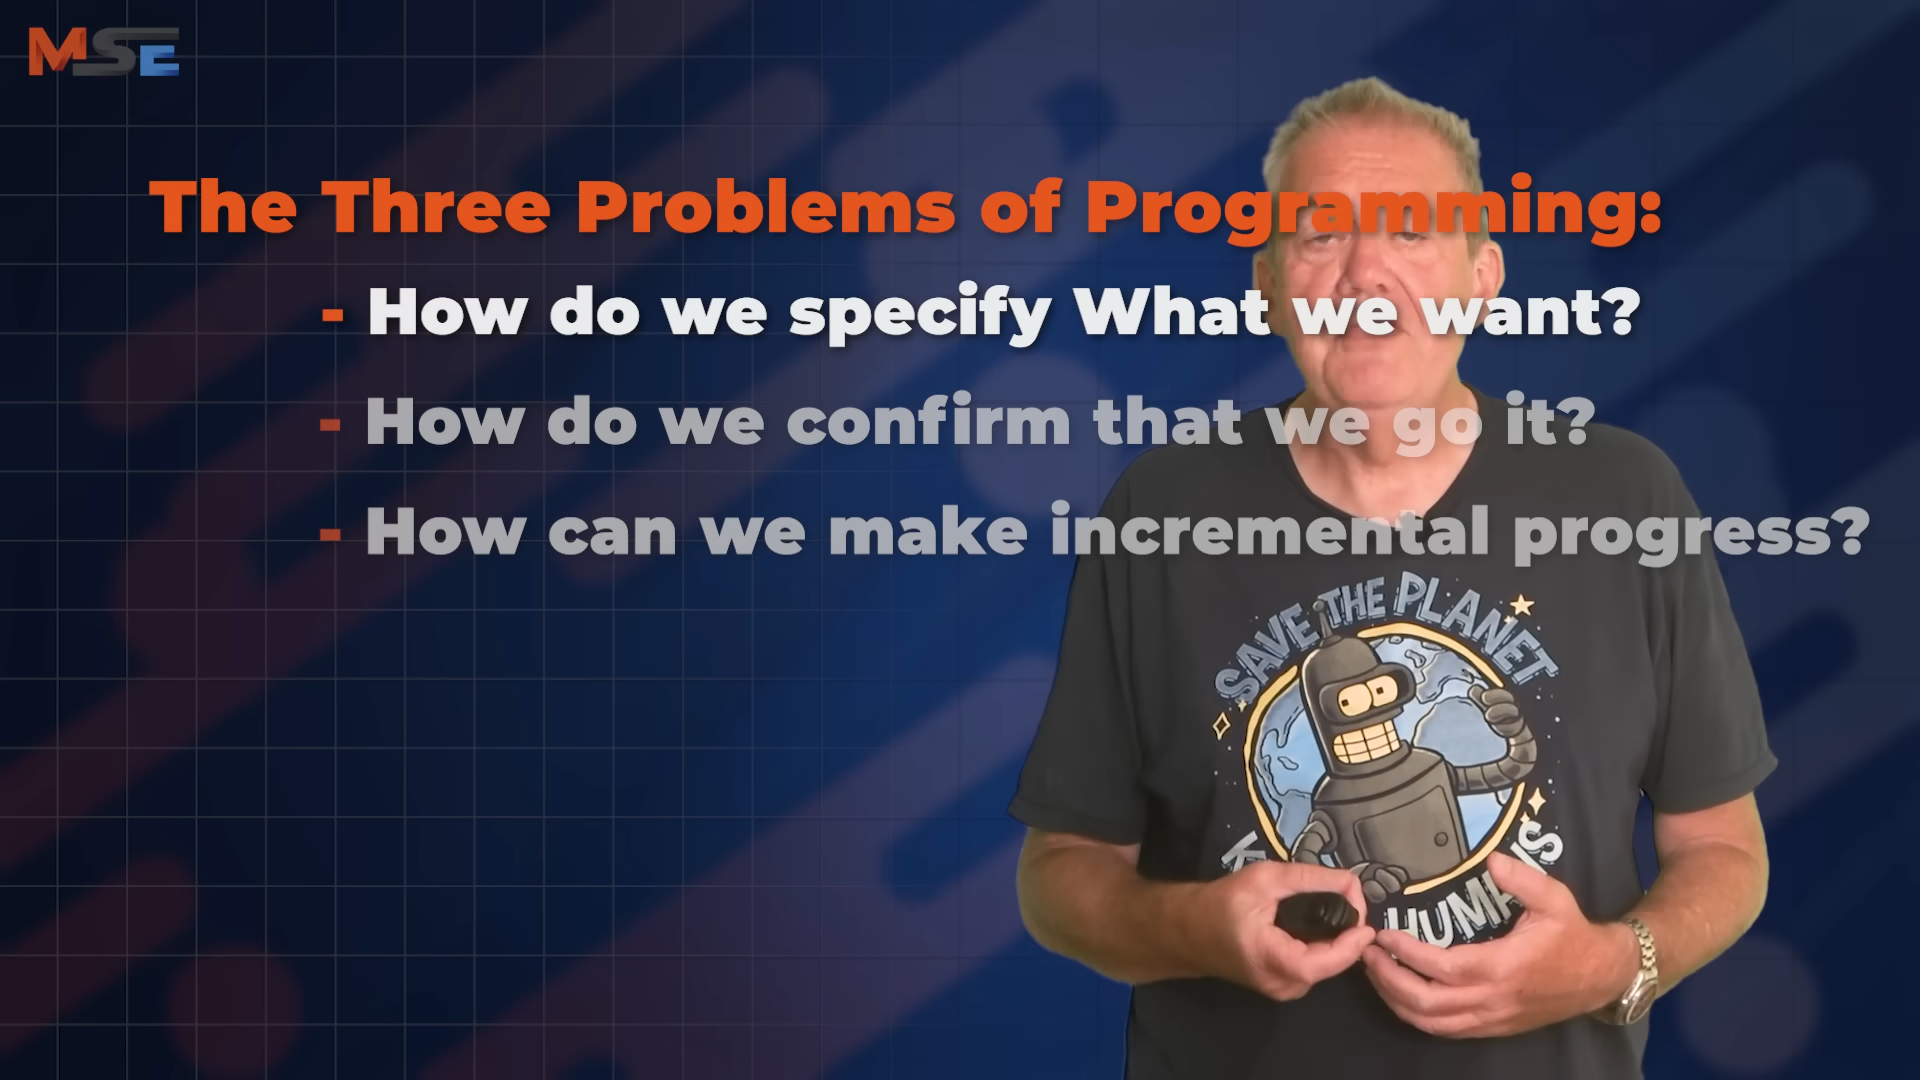 MSE
The Three Problems of Programming:
- How do we specify What we want?
- How do we confirm that we go it?
- How can we make incremental progress?
SAVE THE PLANET